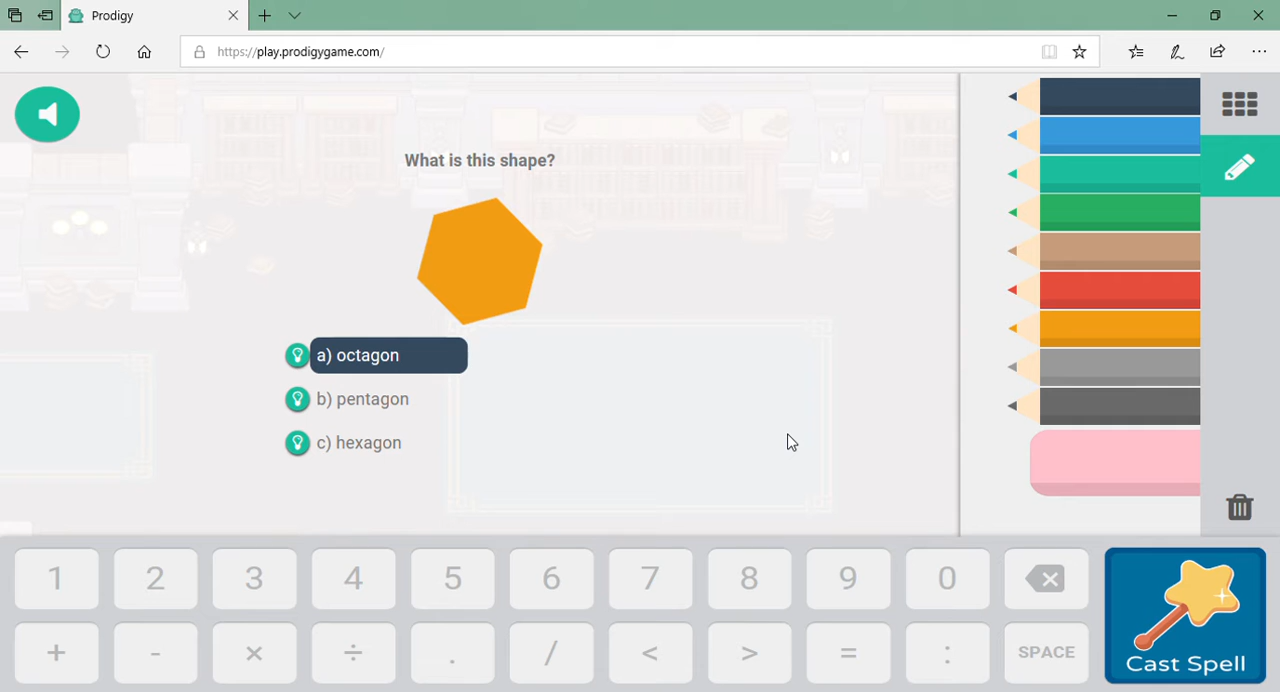 Prodigy
https://play.prodigygame.com/
What is this shape?
a) octagon
b) pentagon
c) hexagon
1 2 3 4 5 6 7 8 9 0
+ - × ÷ . / < > = : SPACE
Cast Spell